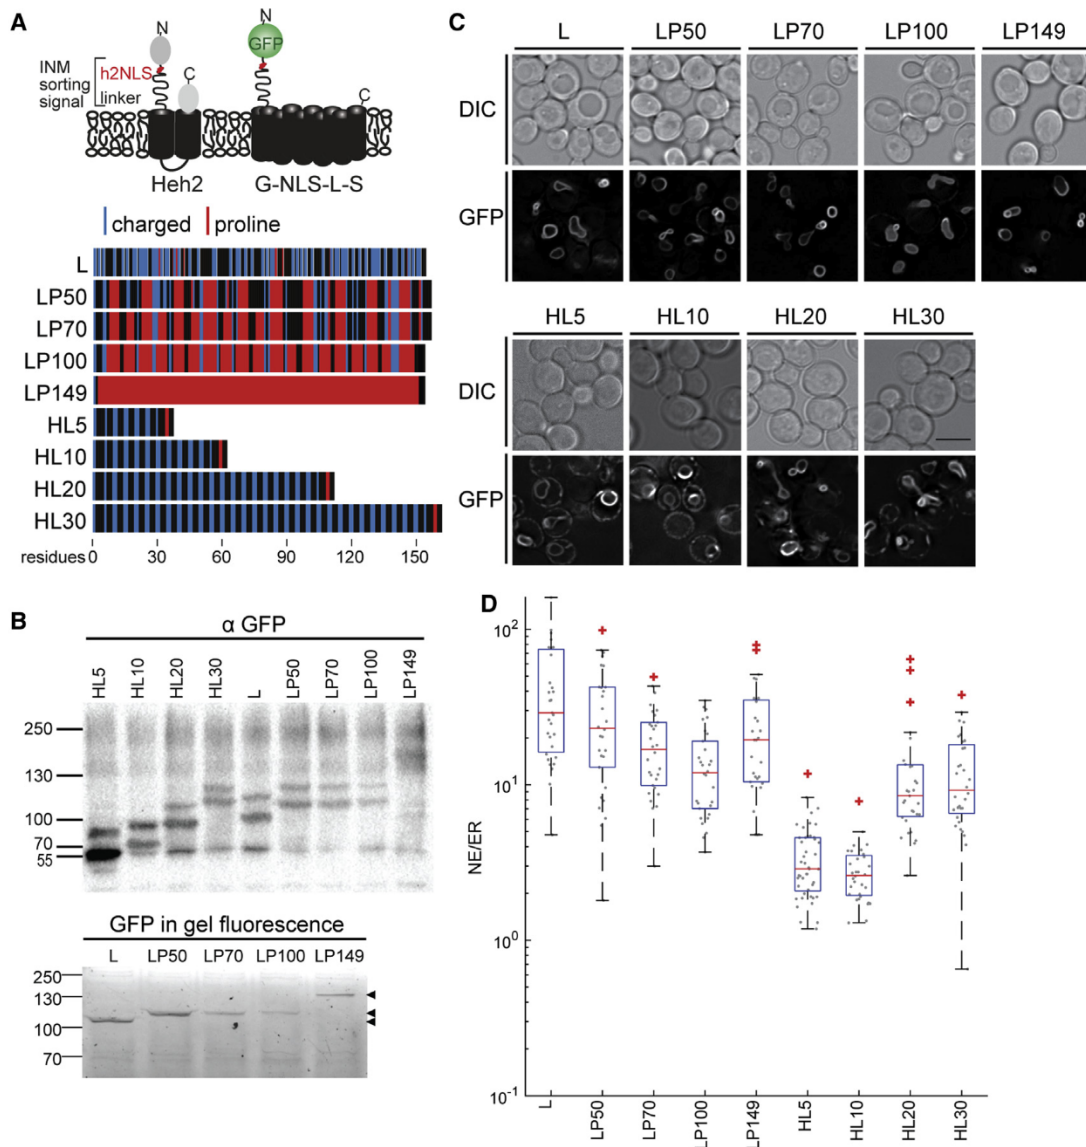 A
N
N
GFP
INM
sorting
signal
h2NLS
linker
C
C
Heh2
G-NLS-L-S
charged
proline
L
LP50
LP70
LP100
LP149
HL5
HL10
HL20
HL30
residues
0 30 60 90 120 150
B
α GFP
HL5 HL10 HL20 HL30 L LP50 LP70 LP100 LP149
250
130
100
70
55
GFP in gel fluorescence
L LP50 LP70 LP100 LP149
250
130
100
70
C
L LP50 LP70 LP100 LP149
DIC
GFP
HL5 HL10 HL20 HL30
DIC
GFP
D
NE/ER
10²
10¹
10⁰
10⁻¹
L LP50 LP70 LP100 LP149 HL5 HL10 HL20 HL30